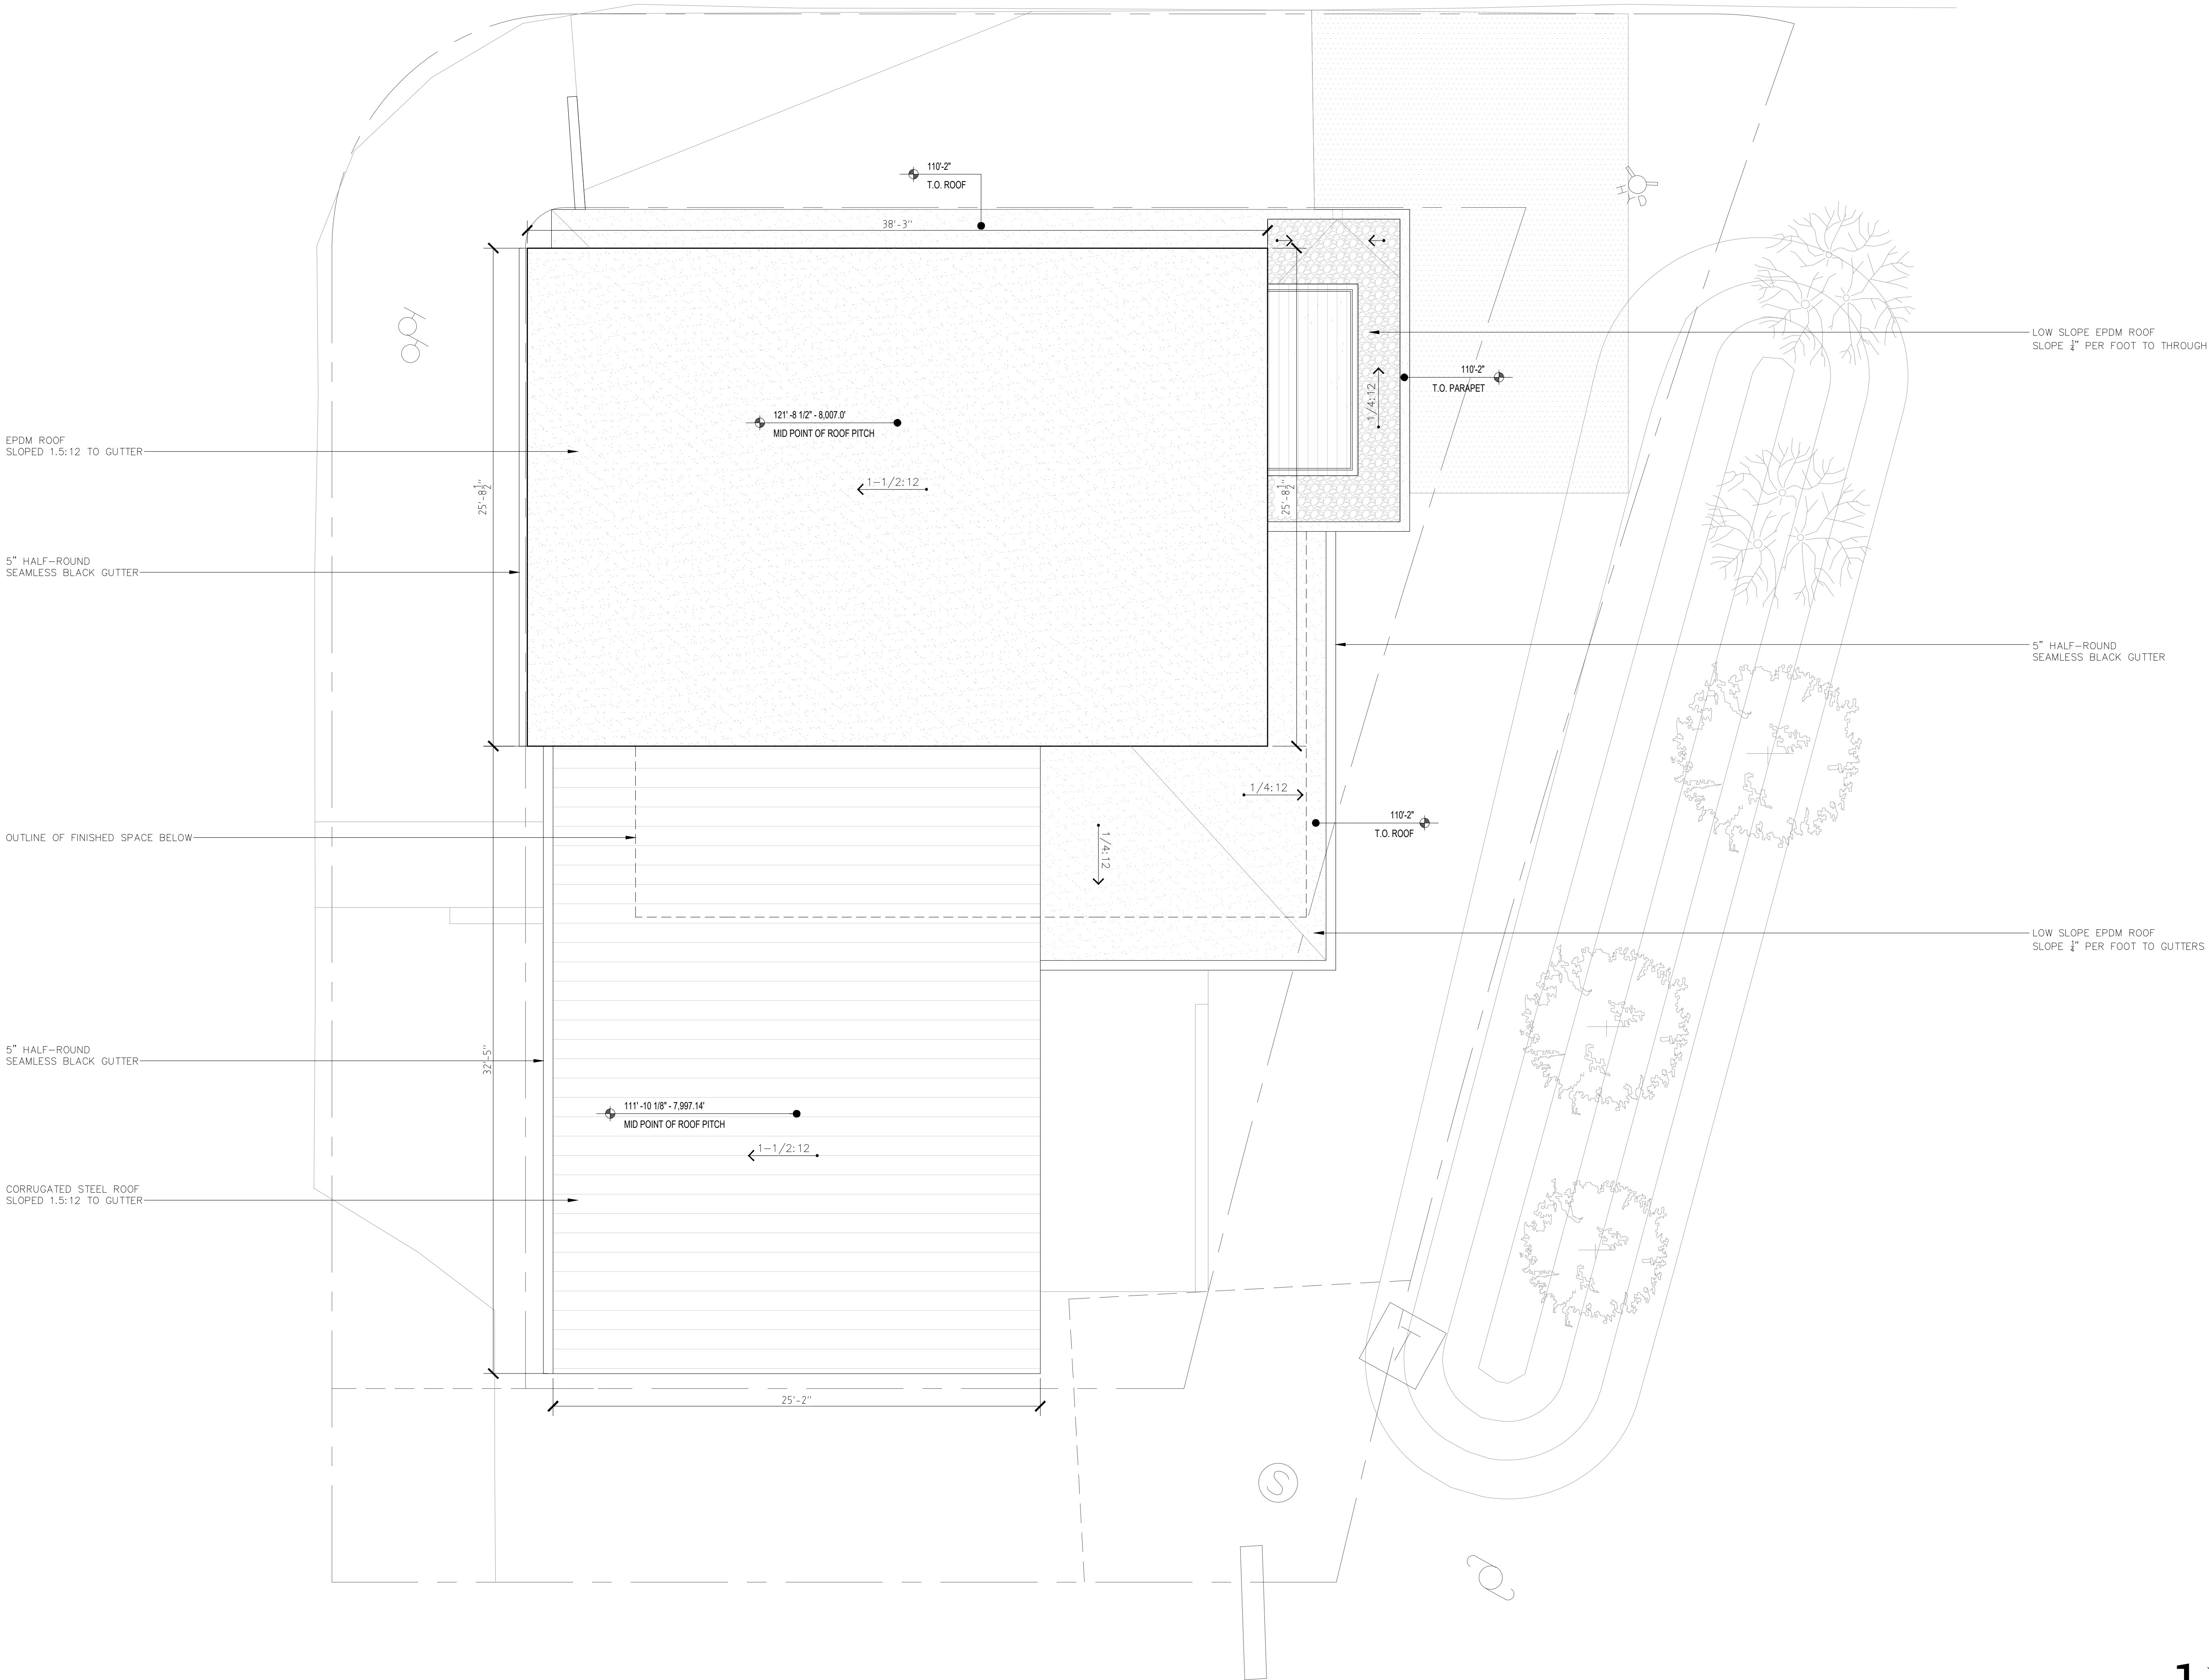 110'-2"
T.O. ROOF
38'-3"
LOW SLOPE EPDM ROOF
SLOPE 1/4" PER FOOT TO THROUGH
110'-2"
T.O. PARAPET
1/4:12
121' -8 1/2" - 8,007.0'
MID POINT OF ROOF PITCH
EPDM ROOF
SLOPED 1.5:12 TO GUTTER
1-1/2:12
25'-8 1/2"
25'-8 1/2"
5" HALF-ROUND
SEAMLESS BLACK GUTTER
5" HALF-ROUND
SEAMLESS BLACK GUTTER
1/4:12
110'-2"
T.O. ROOF
OUTLINE OF FINISHED SPACE BELOW
1/4:12
LOW SLOPE EPDM ROOF
SLOPE 1/4" PER FOOT TO GUTTERS
5" HALF-ROUND
SEAMLESS BLACK GUTTER
32'-5"
111' -10 1/8" - 7,997.14'
MID POINT OF ROOF PITCH
1-1/2:12
CORRUGATED STEEL ROOF
SLOPED 1.5:12 TO GUTTER
25'-2"
T
S
1